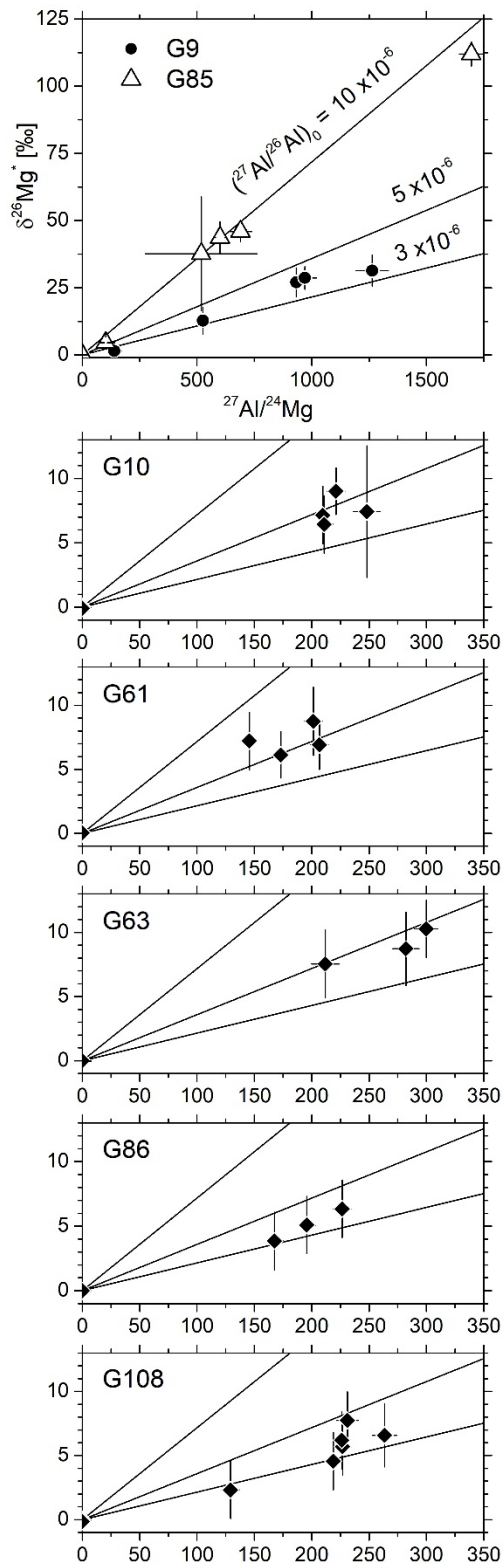 125
G9
G85
100
(²⁷Al/²⁶Al)₀ = 10 x10⁻⁶
75
δ²⁶Mg* [‰]
5 x10⁻⁶
50
3 x10⁻⁶
25
0
0 500 1000 1500
²⁷Al/²⁴Mg
G10
10
5
0
0 50 100 150 200 250 300 350
G61
10
5
0
0 50 100 150 200 250 300 350
G63
10
5
0
0 50 100 150 200 250 300 350
G86
10
5
0
0 50 100 150 200 250 300 350
G108
10
5
0
0 50 100 150 200 250 300 350